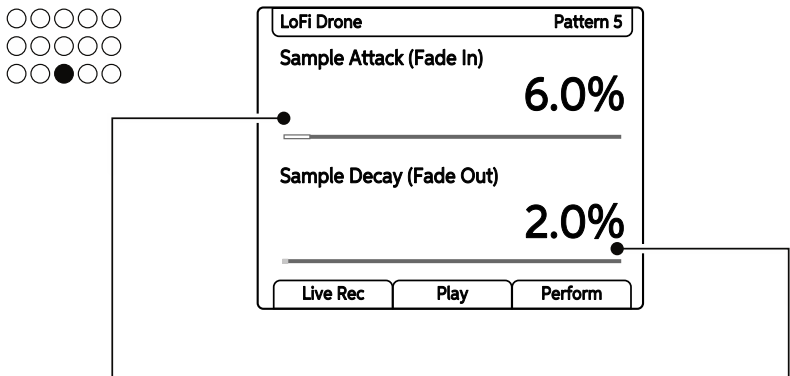 LoFi Drone Pattern 5
Sample Attack (Fade In)
6.0%
Sample Decay (Fade Out)
2.0%
Live Rec Play Perform